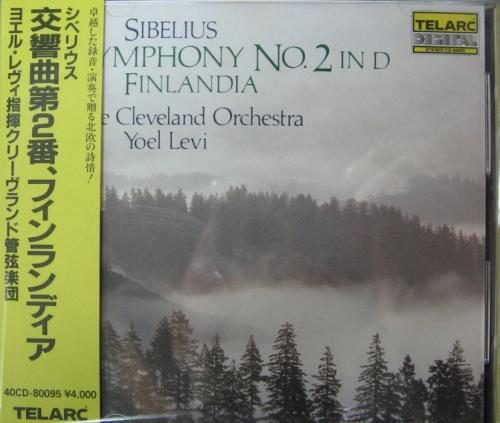 卓越した録音・演奏で贈る北欧の詩情!
シベリウス
交響曲第2番、フィンランディア
ヨエル・レヴィ指揮クリーヴランド管弦楽団
40CD-80095 ¥4,000
TELARC
SIBELIUS
YMPHONY NO. 2 IN D
FINLANDIA
e Cleveland Orchestra
Yoel Levi
TELARC
DIGITAL